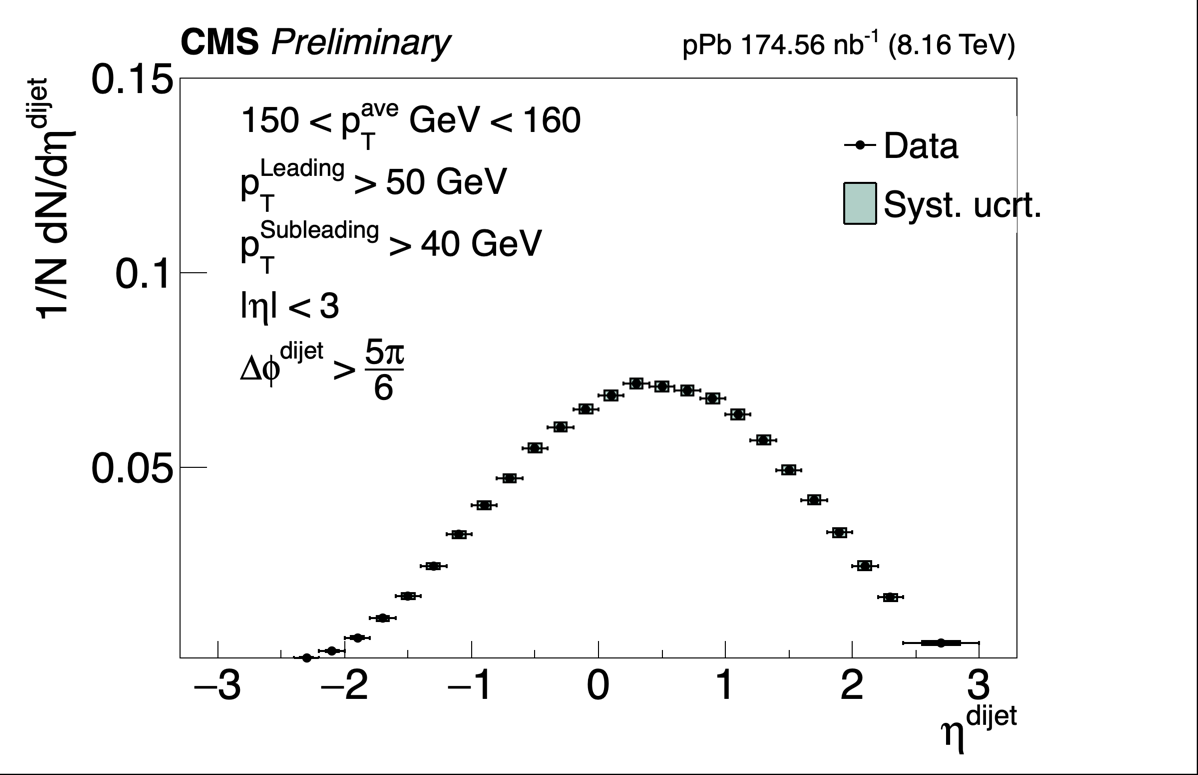 CMS Preliminary
pPb 174.56 nb⁻¹ (8.16 TeV)
1/N dN/dη^dijet
0.15
0.1
0.05
150 < p_T^ave GeV < 160
p_T^Leading > 50 GeV
p_T^Subleading > 40 GeV
|η| < 3
Δφ^dijet > 5π/6
Data
Syst. ucrt.
−3 −2 −1 0 1 2 3
η^dijet